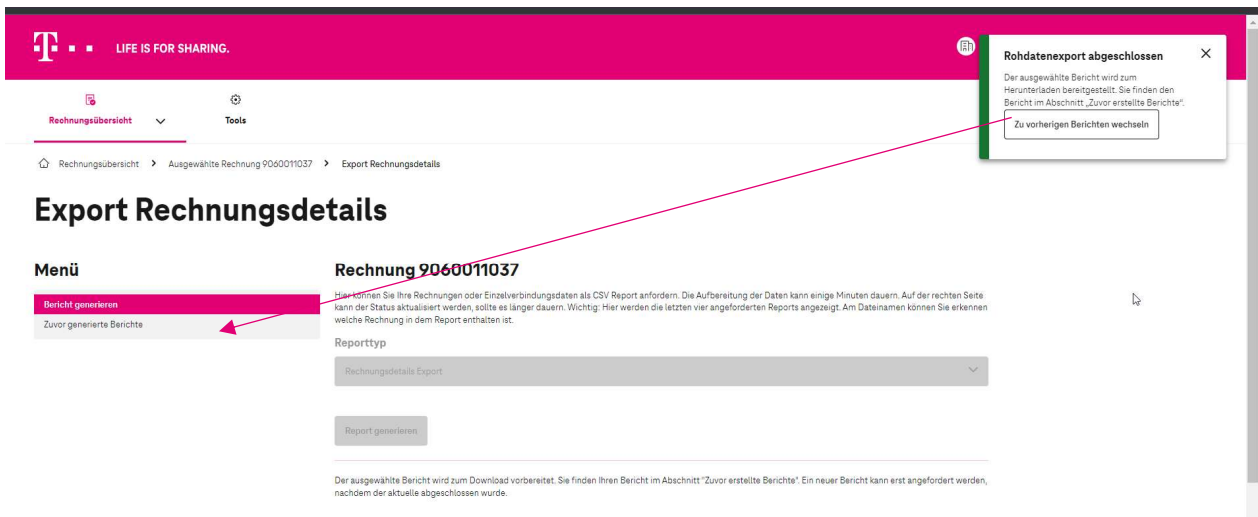 T
LIFE IS FOR SHARING.
Rohdatenexport abgeschlossen
Der ausgewählte Bericht wird zum
Herunterladen bereitgestellt. Sie finden den
Bericht im Abschnitt „Zuvor erstellte Berichte“.
Zu vorherigen Berichten wechseln
Rechnungsübersicht
Tools
Rechnungsübersicht > Ausgewählte Rechnung 9060011037 > Export Rechnungsdetails
Export Rechnungsdetails
Menü
Bericht generieren
Zuvor generierte Berichte
Rechnung 9060011037
Hier können Sie Ihre Rechnungen oder Einzelverbindungsdaten als CSV Report anfordern. Die Aufbereitung der Daten kann einige Minuten dauern. Auf der rechten Seite
kann der Status aktualisiert werden, sollte es länger dauern. Wichtig: Hier werden die letzten vier angeforderten Reports angezeigt. Am Dateinamen können Sie erkennen
welche Rechnung in dem Report enthalten ist.
Reporttyp
Rechnungsdetails Export
Report generieren
Der ausgewählte Bericht wird zum Download vorbereitet. Sie finden Ihren Bericht im Abschnitt "Zuvor erstellte Berichte". Ein neuer Bericht kann erst angefordert werden,
nachdem der aktuelle abgeschlossen wurde.